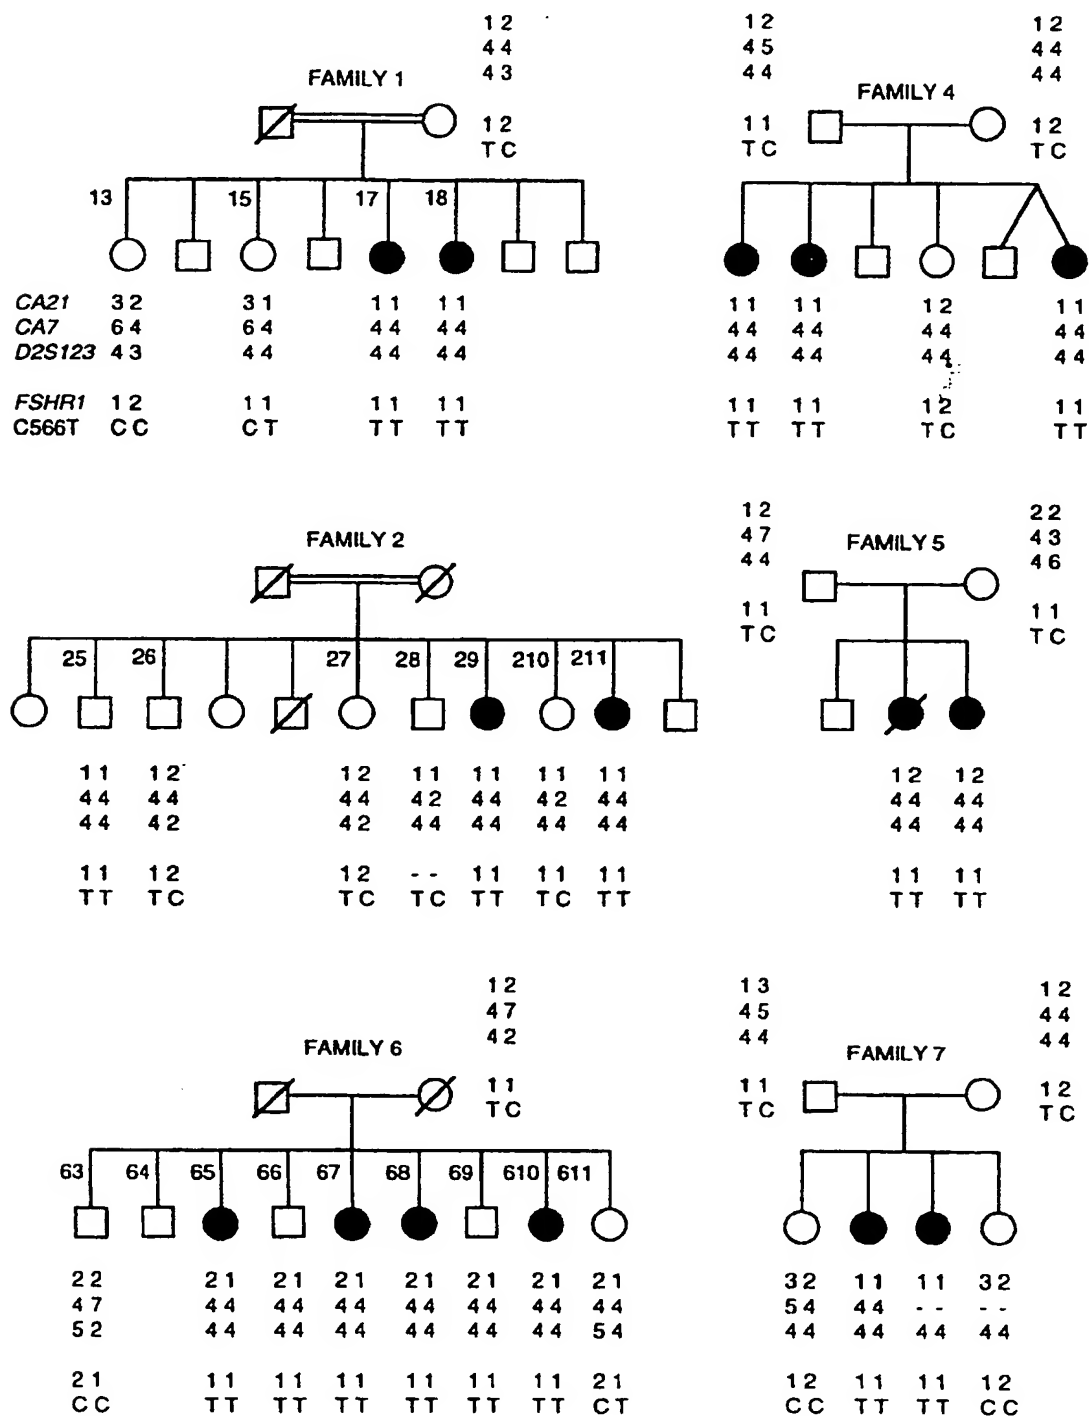 1 2
4 4
4 3
FAMILY 1
1 2
T C
13 15 17 18
CA21 3 2 3 1 1 1 1 1
CA7 6 4 6 4 4 4 4 4
D2S123 4 3 4 4 4 4 4 4
FSHR1 1 2 1 1 1 1 1 1
C566T C C C T T T T T
1 2 1 2
4 5 4 4
4 4 4 4
FAMILY 4
1 1 1 2
T C T C
1 1 1 1 1 2 1 1
4 4 4 4 4 4 4 4
4 4 4 4 4 4 4 4
1 1 1 1 1 2 1 1
T T T T T C T T
FAMILY 2
25 26 27 28 29 210 211
1 1 1 2 1 2 1 1 1 1 1 1 1 1
4 4 4 4 4 4 4 2 4 4 4 2 4 4
4 4 4 2 4 2 4 4 4 4 4 4 4 4
1 1 1 2 1 2 - - 1 1 1 1 1 1
T T T C T C T C T T T C T T
1 2 2 2
4 7 4 3
4 4 4 6
FAMILY 5
1 1 1 1
T C T C
1 2 1 2
4 4 4 4
4 4 4 4
1 1 1 1
T T T T
1 2
4 7
4 2
FAMILY 6
1 1
T C
63 64 65 66 67 68 69 610 611
2 2 2 1 2 1 2 1 2 1 2 1 2 1 2 1
4 7 4 4 4 4 4 4 4 4 4 4 4 4 4 4
5 2 4 4 4 4 4 4 4 4 4 4 4 4 5 4
2 1 1 1 1 1 1 1 1 1 1 1 1 1 2 1
C C T T T T T T T T T T T T C T
1 3 1 2
4 5 4 4
4 4 4 4
FAMILY 7
1 1 1 2
T C T C
3 2 1 1 1 1 3 2
5 4 4 4 - - - -
4 4 4 4 4 4 4 4
1 2 1 1 1 1 1 2
C C T T T T C C